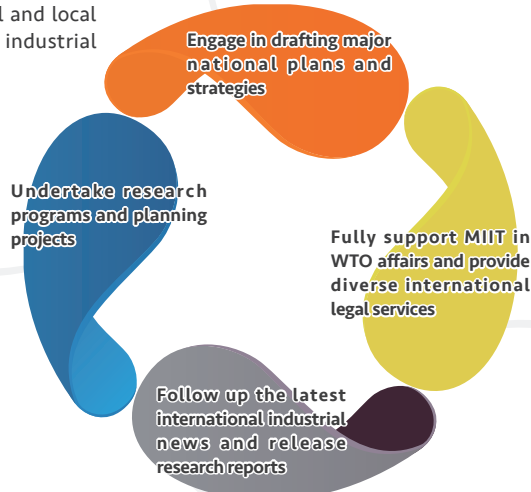 l and local
industrial
Engage in drafting major
national plans and
strategies
Undertake research
programs and planning
projects
Fully support MIIT in
WTO affairs and provide
diverse international
legal services
Follow up the latest
international industrial
news and release
research reports